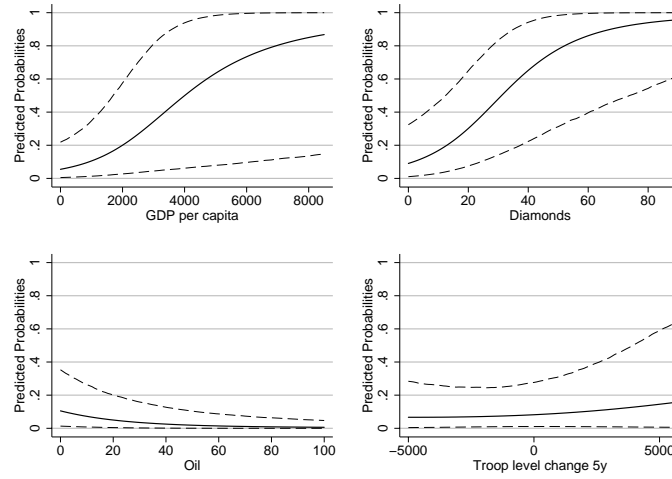 Predicted Probabilities
0 .2 .4 .6 .8 1
0 2000 4000 6000 8000
GDP per capita
Predicted Probabilities
0 .2 .4 .6 .8 1
0 20 40 60 80
Diamonds
Predicted Probabilities
0 .2 .4 .6 .8 1
0 20 40 60 80 100
Oil
Predicted Probabilities
0 .2 .4 .6 .8 1
−5000 0 5000
Troop level change 5y